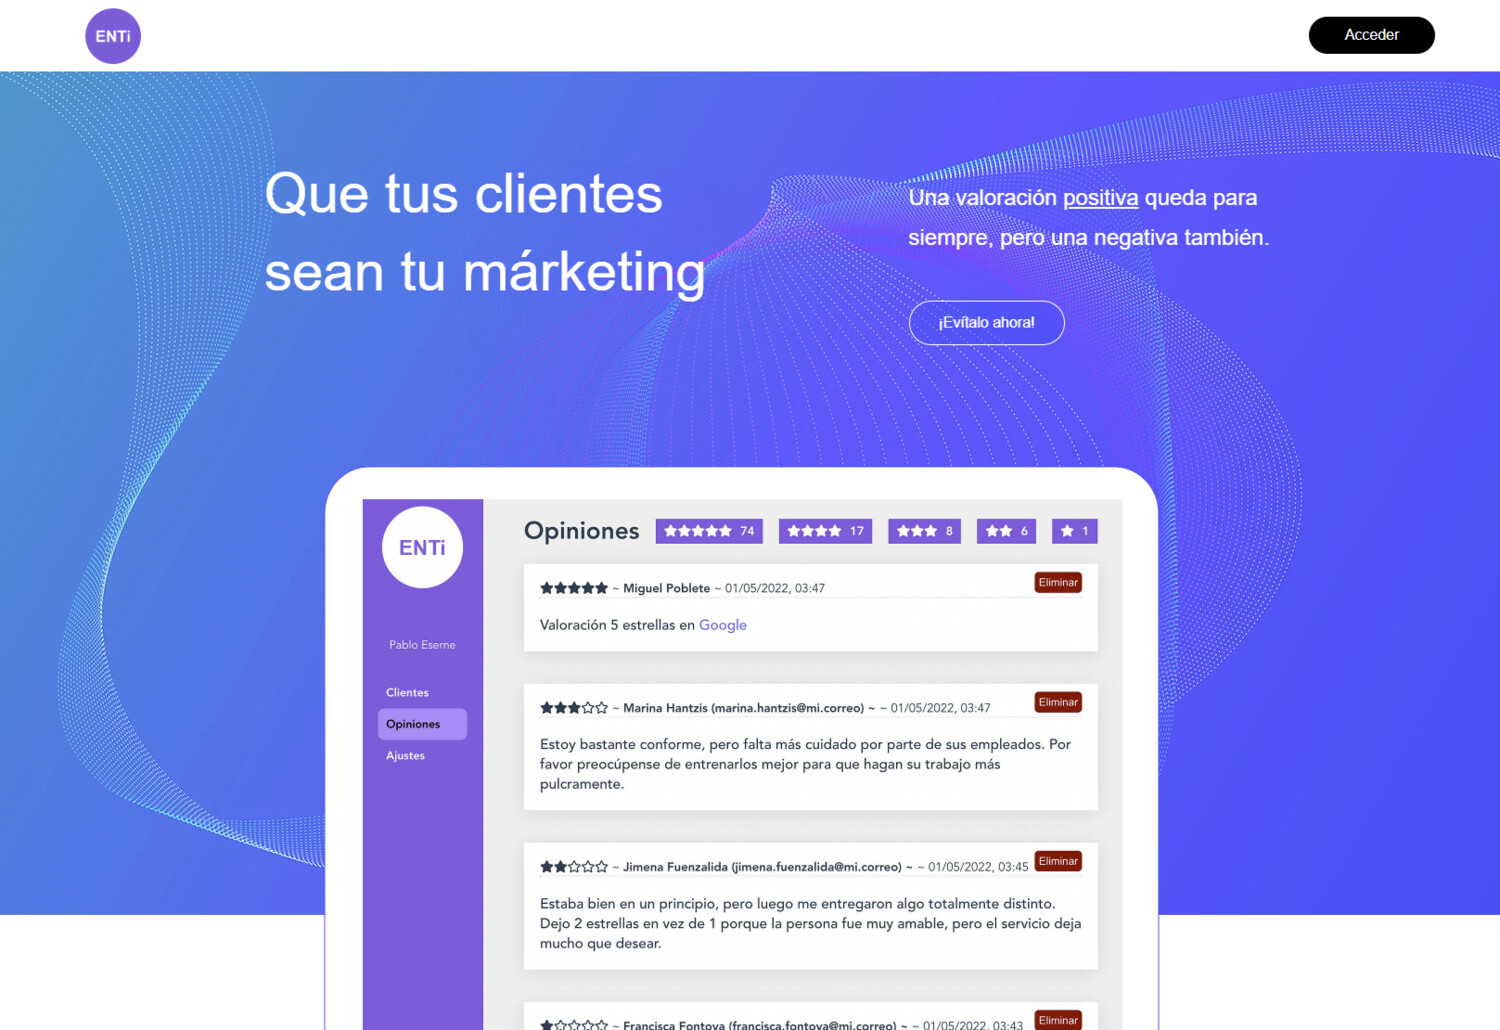 ENTi
Acceder
Que tus clientes
sean tu márketing
Una valoración positiva queda para
siempre, pero una negativa también.
¡Evítalo ahora!
ENTi
Pablo Eseme
Clientes
Opiniones
Ajustes
Opiniones ★★★★★ 74 ★★★★ 17 ★★★ 8 ★★ 6 ★ 1
★★★★★ ~ Miguel Poblete ~ 01/05/2022, 03:47 Eliminar
Valoración 5 estrellas en Google
★★★☆☆ ~ Marina Hantzis (marina.hantzis@mi.correo) ~ ~ 01/05/2022, 03:47 Eliminar
Estoy bastante conforme, pero falta más cuidado por parte de sus empleados. Por
favor preocúpense de entrenarlos mejor para que hagan su trabajo más
pulcramente.
★★☆☆☆ ~ Jimena Fuenzalida (jimena.fuenzalida@mi.correo) ~ ~ 01/05/2022, 03:45 Eliminar
Estaba bien en un principio, pero luego me entregaron algo totalmente distinto.
Dejo 2 estrellas en vez de 1 porque la persona fue muy amable, pero el servicio deja
mucho que desear.
★☆☆☆☆ ~ Francisca Fontova (francisca.fontova@mi.correo) ~ ~ 01/05/2022, 03:43 Eliminar